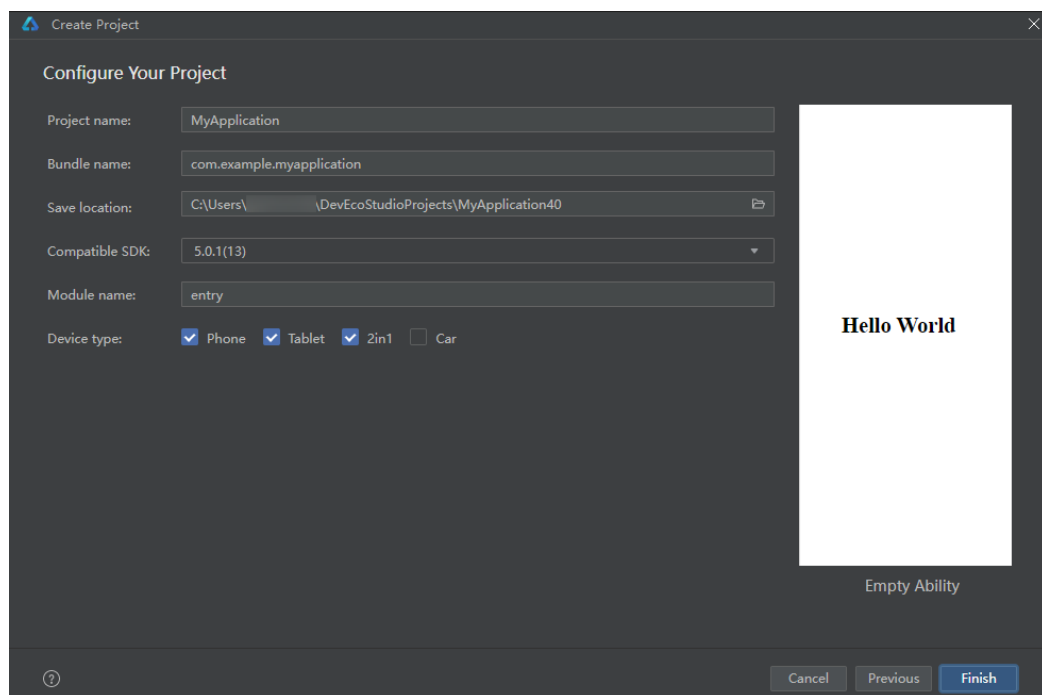 Create Project
Configure Your Project
Project name: MyApplication
Bundle name: com.example.myapplication
Save location: C:\Users\ \DevEcoStudioProjects\MyApplication40
Compatible SDK: 5.0.1(13)
Module name: entry
Device type: Phone Tablet 2in1 Car
Hello World
Empty Ability
? Cancel Previous Finish